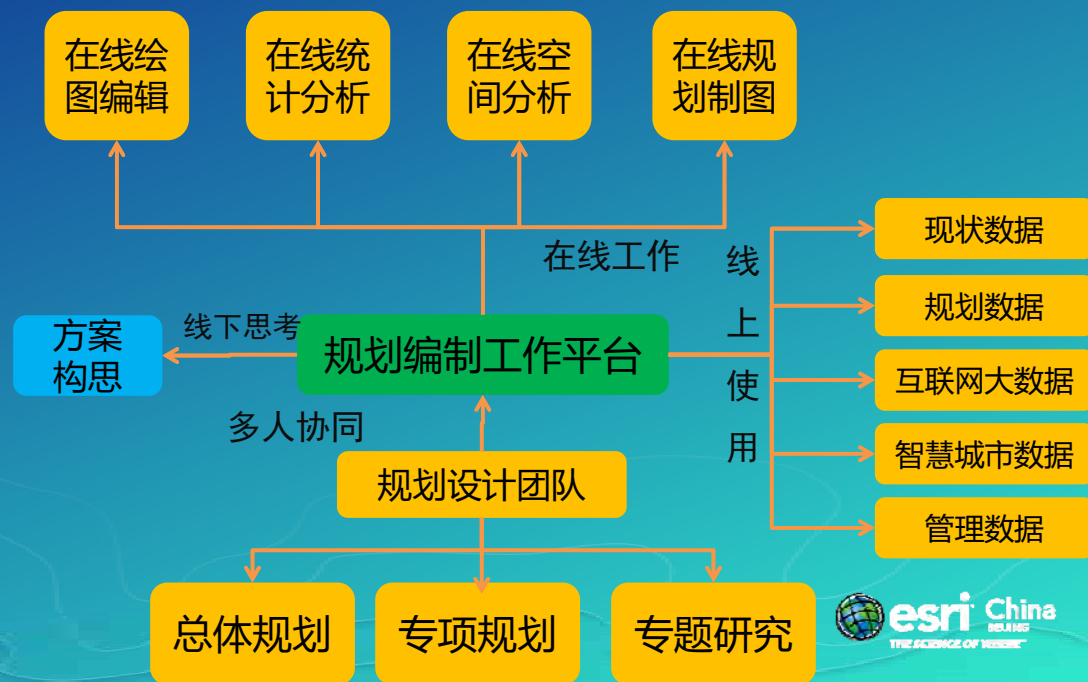 在线绘
图编辑
在线统
计分析
在线空
间分析
在线规
划制图
在线工作
线
上
使
用
现状数据
规划数据
互联网大数据
智慧城市数据
管理数据
方案
构思
线下思考
规划编制工作平台
多人协同
规划设计团队
总体规划
专项规划
专题研究
esri China
BEIJING
THE SCIENCE OF WHERE